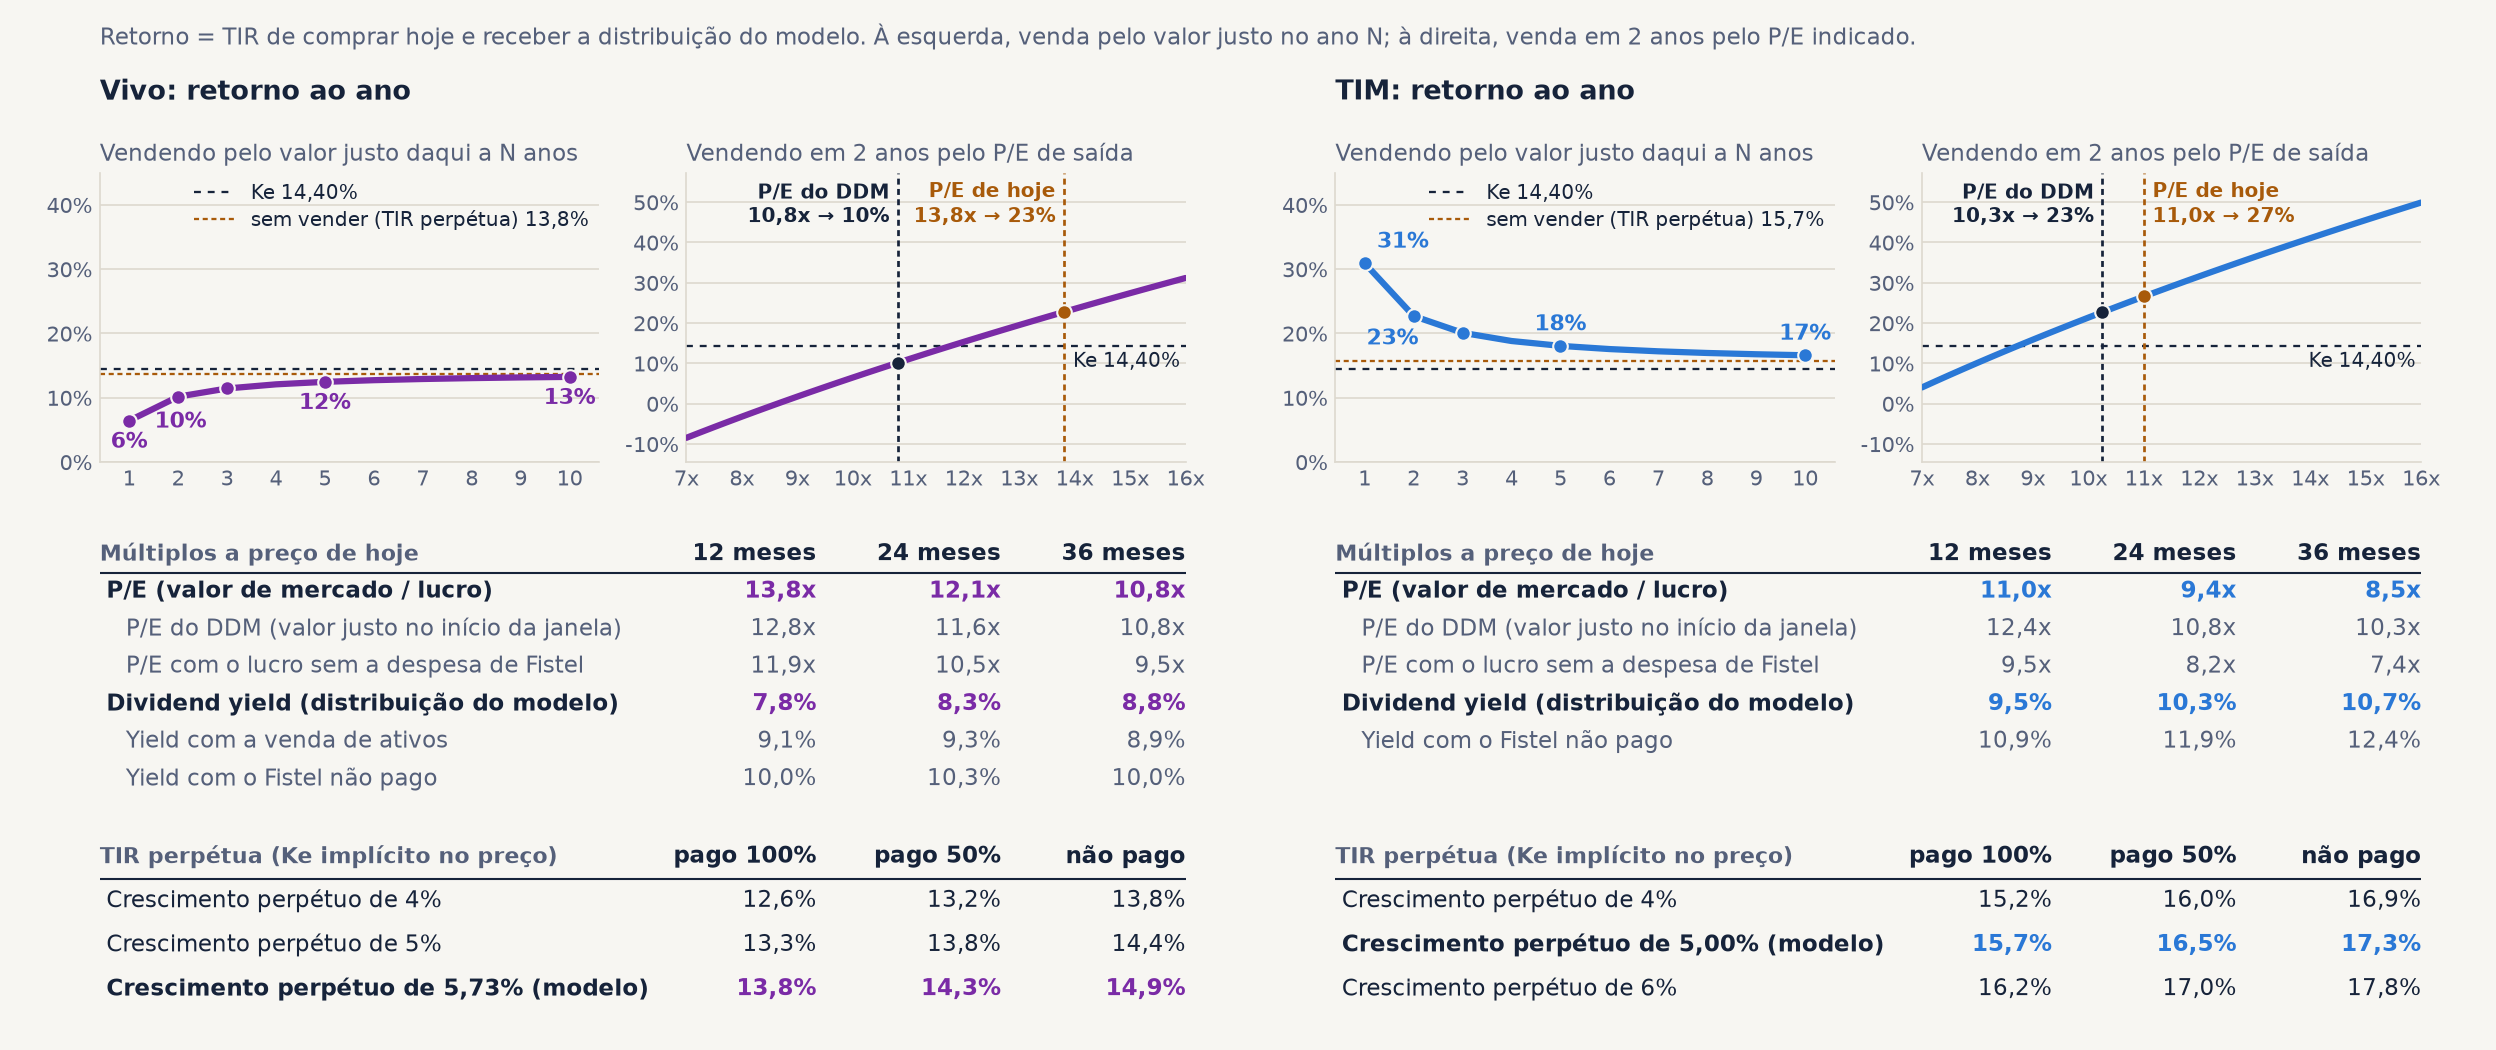 Retorno = TIR de comprar hoje e receber a distribuição do modelo. À esquerda, venda pelo valor justo no ano N; à direita, venda em 2 anos pelo P/E indicado.
Vivo: retorno ao ano
Vendendo pelo valor justo daqui a N anos
Ke 14,40%
sem vender (TIR perpétua) 13,8%
40%
30%
20%
10%
0%
6%
10%
12%
13%
1 2 3 4 5 6 7 8 9 10
Vendendo em 2 anos pelo P/E de saída
P/E do DDM
10,8x → 10%
P/E de hoje
13,8x → 23%
50%
40%
30%
20%
10%
0%
-10%
Ke 14,40%
7x 8x 9x 10x 11x 12x 13x 14x 15x 16x
Múltiplos a preço de hoje 12 meses 24 meses 36 meses
P/E (valor de mercado / lucro) 13,8x 12,1x 10,8x
P/E do DDM (valor justo no início da janela) 12,8x 11,6x 10,8x
P/E com o lucro sem a despesa de Fistel 11,9x 10,5x 9,5x
Dividend yield (distribuição do modelo) 7,8% 8,3% 8,8%
Yield com a venda de ativos 9,1% 9,3% 8,9%
Yield com o Fistel não pago 10,0% 10,3% 10,0%
TIR perpétua (Ke implícito no preço) pago 100% pago 50% não pago
Crescimento perpétuo de 4% 12,6% 13,2% 13,8%
Crescimento perpétuo de 5% 13,3% 13,8% 14,4%
Crescimento perpétuo de 5,73% (modelo) 13,8% 14,3% 14,9%
TIM: retorno ao ano
Vendendo pelo valor justo daqui a N anos
Ke 14,40%
sem vender (TIR perpétua) 15,7%
40%
30%
20%
10%
0%
31%
23%
18%
17%
1 2 3 4 5 6 7 8 9 10
Vendendo em 2 anos pelo P/E de saída
P/E do DDM
10,3x → 23%
P/E de hoje
11,0x → 27%
50%
40%
30%
20%
10%
0%
-10%
Ke 14,40%
7x 8x 9x 10x 11x 12x 13x 14x 15x 16x
Múltiplos a preço de hoje 12 meses 24 meses 36 meses
P/E (valor de mercado / lucro) 11,0x 9,4x 8,5x
P/E do DDM (valor justo no início da janela) 12,4x 10,8x 10,3x
P/E com o lucro sem a despesa de Fistel 9,5x 8,2x 7,4x
Dividend yield (distribuição do modelo) 9,5% 10,3% 10,7%
Yield com o Fistel não pago 10,9% 11,9% 12,4%
TIR perpétua (Ke implícito no preço) pago 100% pago 50% não pago
Crescimento perpétuo de 4% 15,2% 16,0% 16,9%
Crescimento perpétuo de 5,00% (modelo) 15,7% 16,5% 17,3%
Crescimento perpétuo de 6% 16,2% 17,0% 17,8%